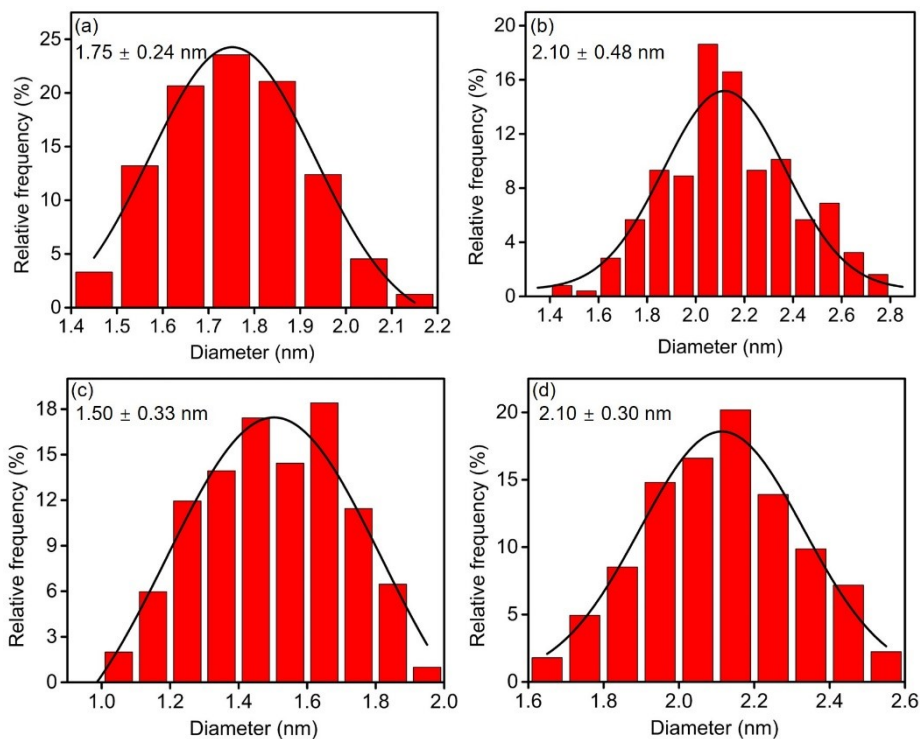 (a)
1.75 ± 0.24 nm
Relative frequency (%)
25
20
15
10
5
0
1.4 1.5 1.6 1.7 1.8 1.9 2.0 2.1 2.2
Diameter (nm)
(b)
2.10 ± 0.48 nm
Relative frequency (%)
20
16
12
8
4
0
1.4 1.6 1.8 2.0 2.2 2.4 2.6 2.8
Diameter (nm)
(c)
1.50 ± 0.33 nm
Relative frequency (%)
18
15
12
9
6
3
0
1.0 1.2 1.4 1.6 1.8 2.0
Diameter (nm)
(d)
2.10 ± 0.30 nm
Relative frequency (%)
20
15
10
5
0
1.6 1.8 2.0 2.2 2.4 2.6
Diameter (nm)